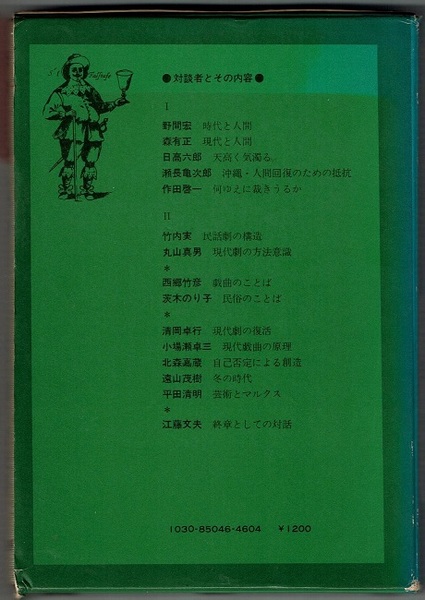 ●対談者とその内容●
I
野間宏 時代と人間
森有正 現代と人間
日高六郎 天高く気濁る
瀬長亀次郎 沖縄・人間回復のための抵抗
作田啓一 何ゆえに裁きうるか
II
竹内実 民話劇の構造
丸山真男 現代劇の方法意識
*
西郷竹彦 戯曲のことば
茨木のり子 民俗のことば
*
清岡卓行 現代劇の復活
小場瀬卓三 現代戯曲の原理
北森嘉蔵 自己否定による創造
遠山茂樹 冬の時代
平田清明 芸術とマルクス
*
江藤文夫 終章としての対話
1030-85046-4604 ￥1200